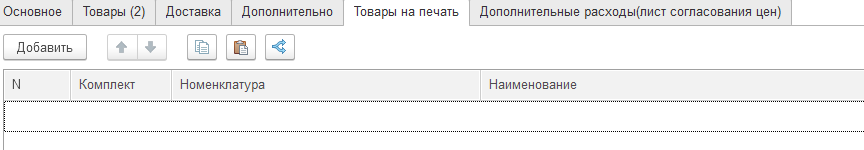 Основное Товары (2) Доставка Дополнительно Товары на печать Дополнительные расходы(лист согласования цен)
Добавить
N Комплект Номенклатура Наименование